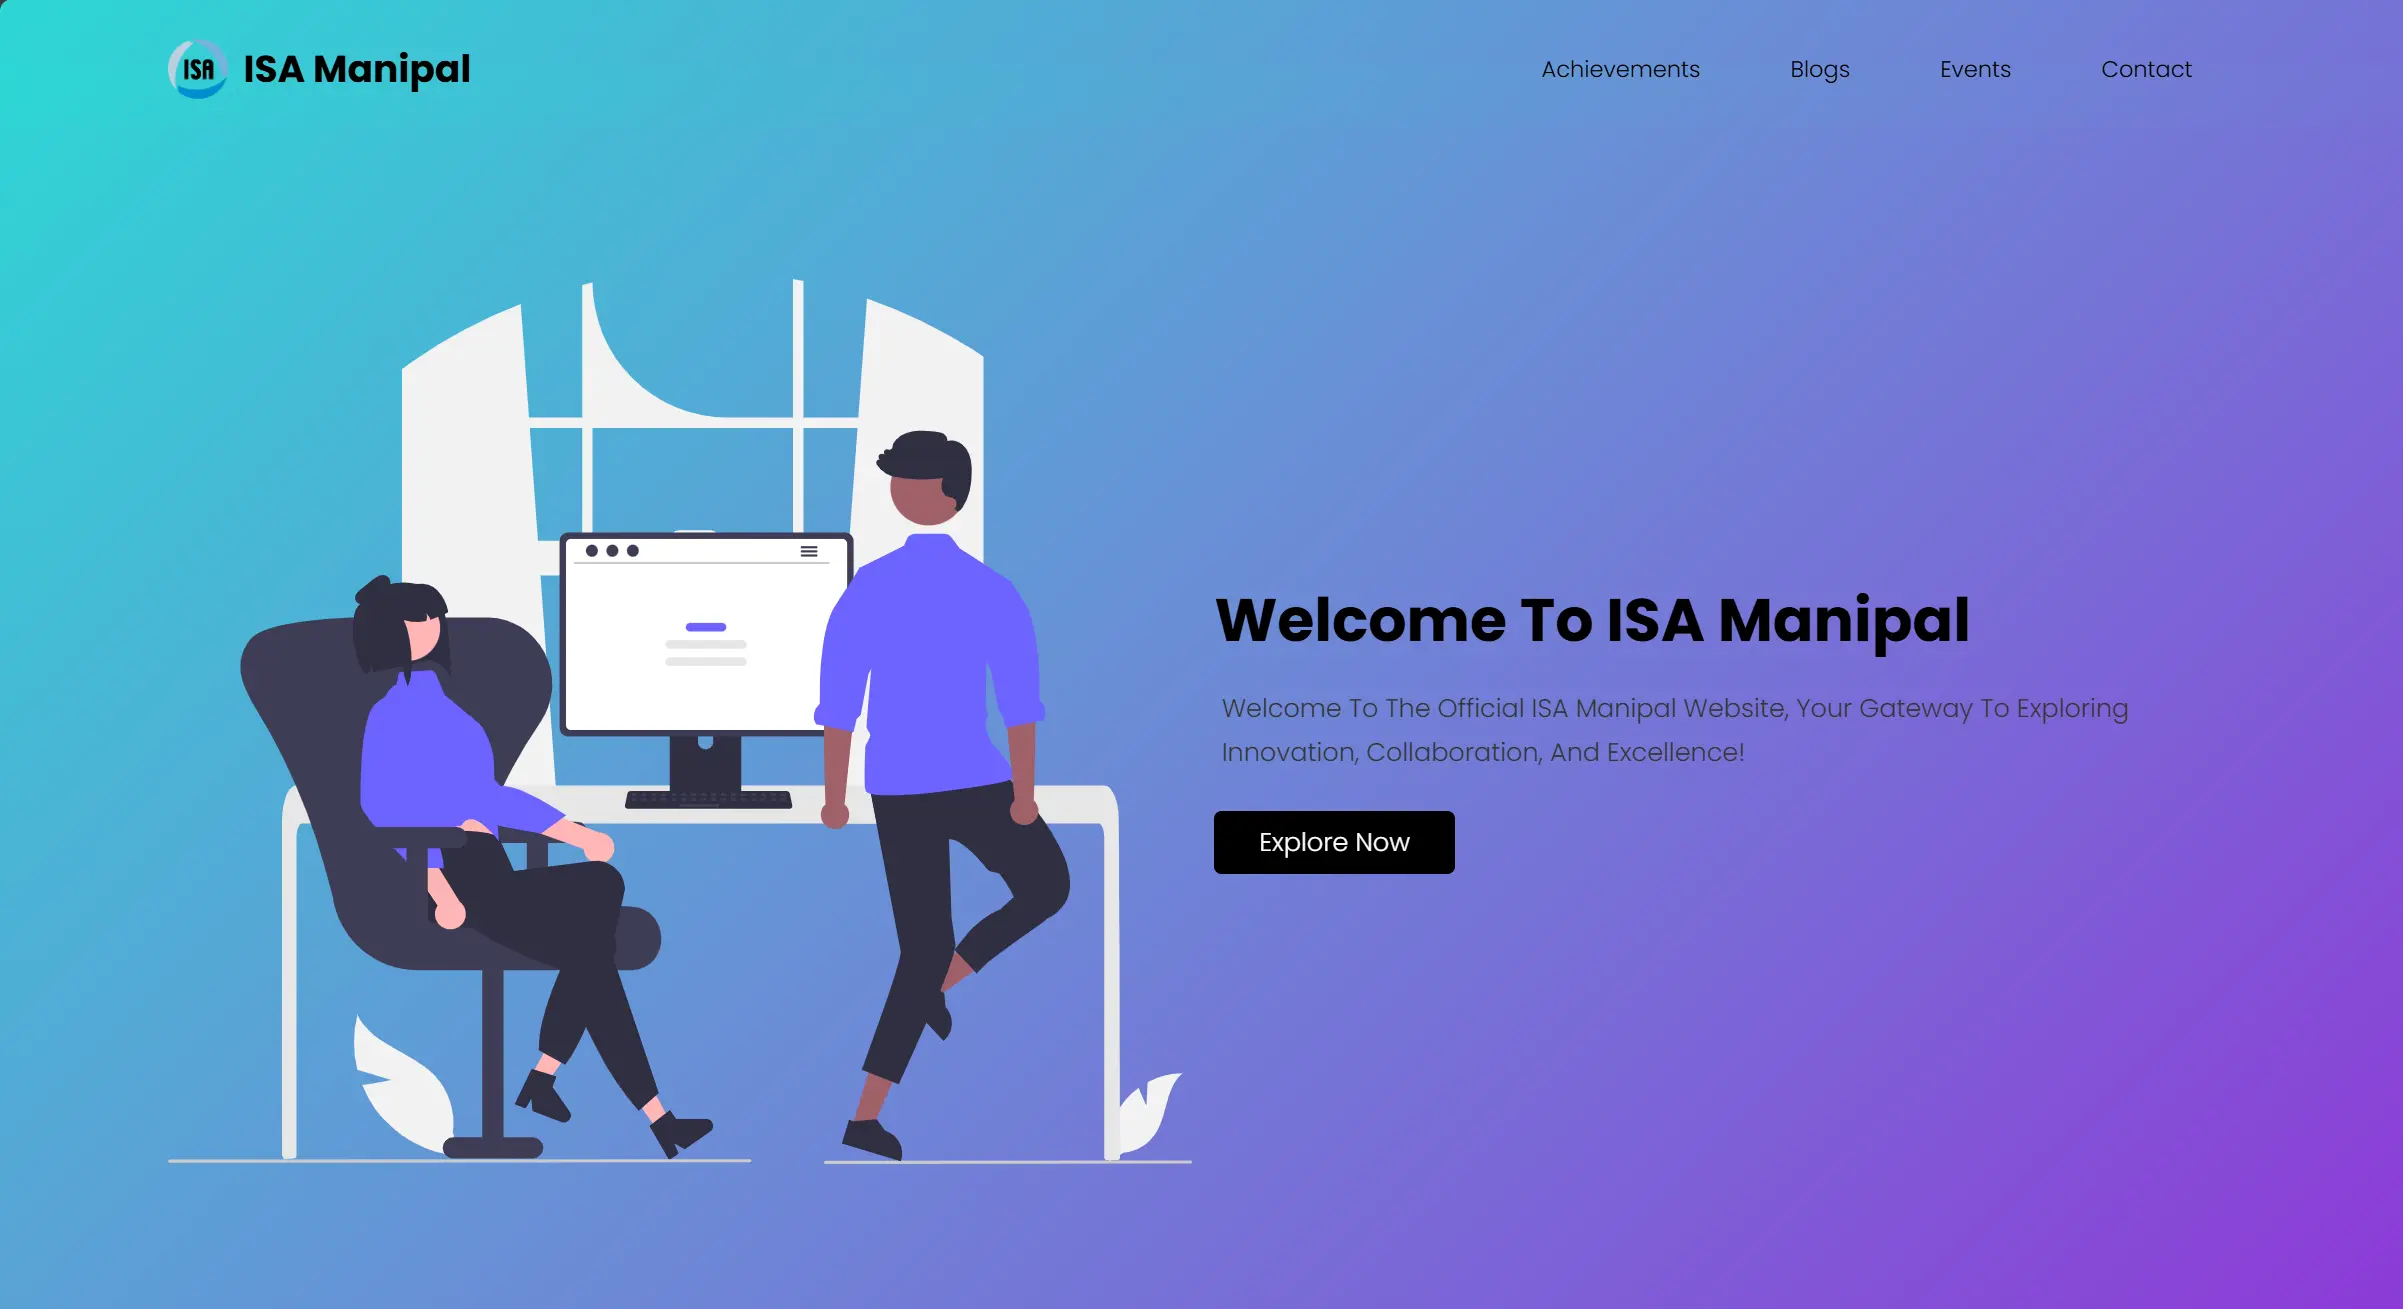 ISA
ISA Manipal
Achievements
Blogs
Events
Contact
Welcome To ISA Manipal
Welcome To The Official ISA Manipal Website, Your Gateway To Exploring
Innovation, Collaboration, And Excellence!
Explore Now